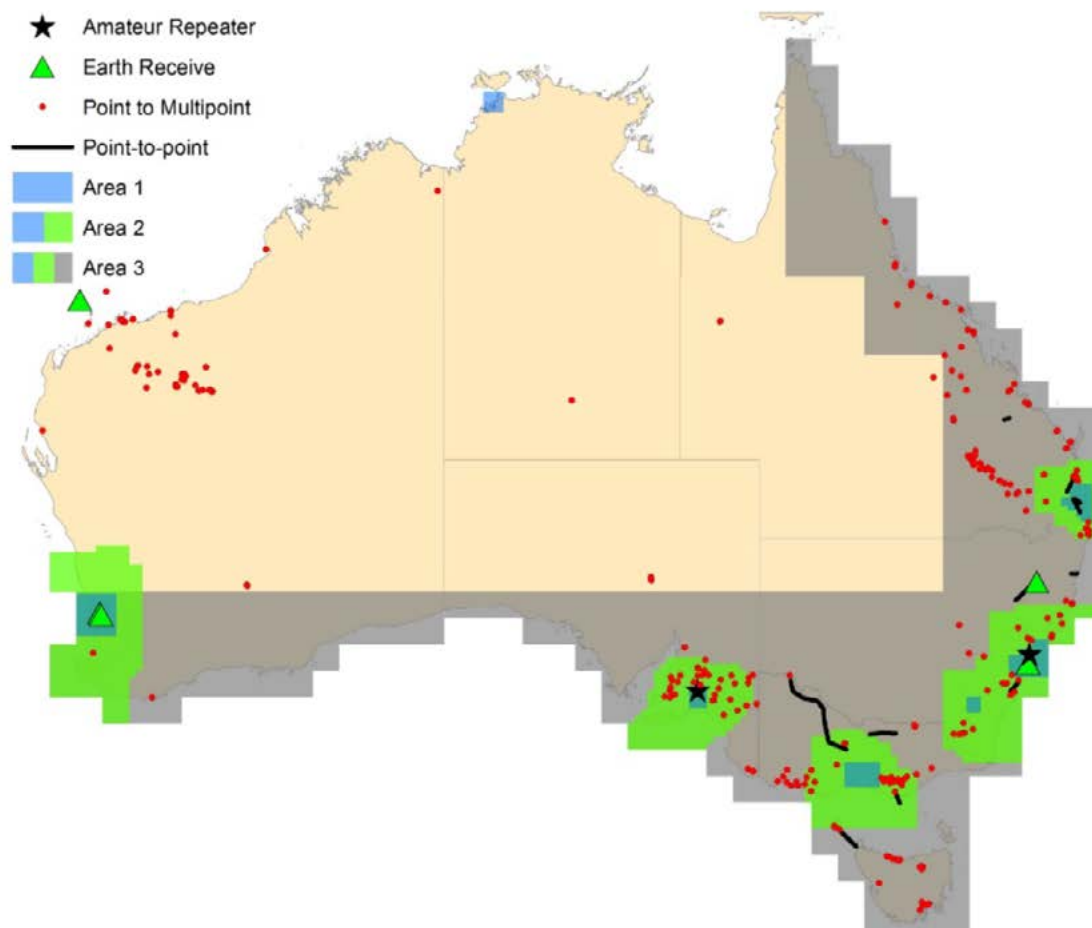 Amateur Repeater
Earth Receive
Point to Multipoint
Point-to-point
Area 1
Area 2
Area 3